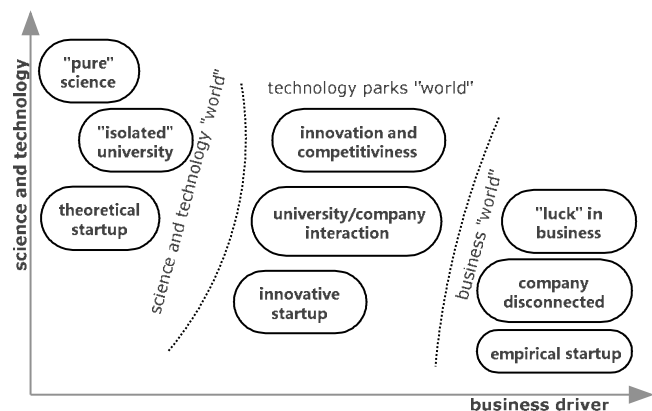 science and technology
"pure"
science
"isolated"
university
theoretical
startup
science and technology "world"
technology parks "world"
innovation and
competitiviness
university/company
interaction
innovative
startup
business "world"
"luck" in
business
company
disconnected
empirical startup
business driver